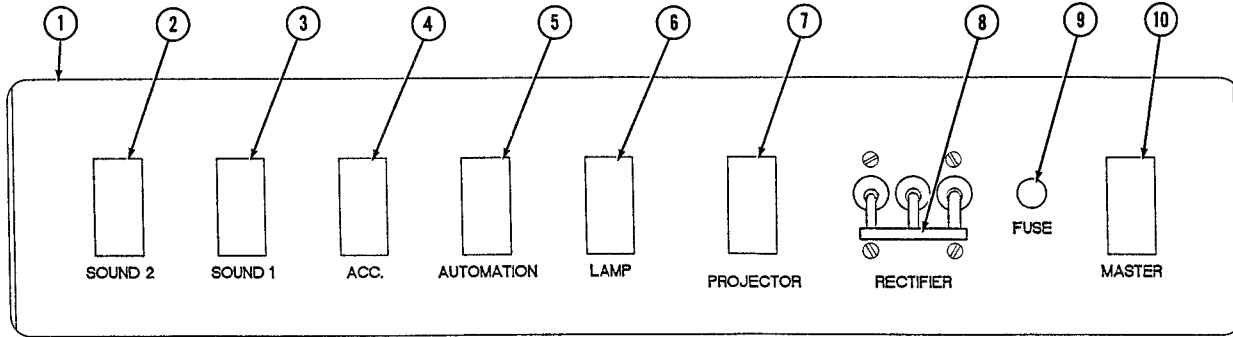 1 2 3 4 5 6 7 8 9 10
FUSE
SOUND 2 SOUND 1 ACC. AUTOMATION LAMP PROJECTOR RECTIFIER MASTER